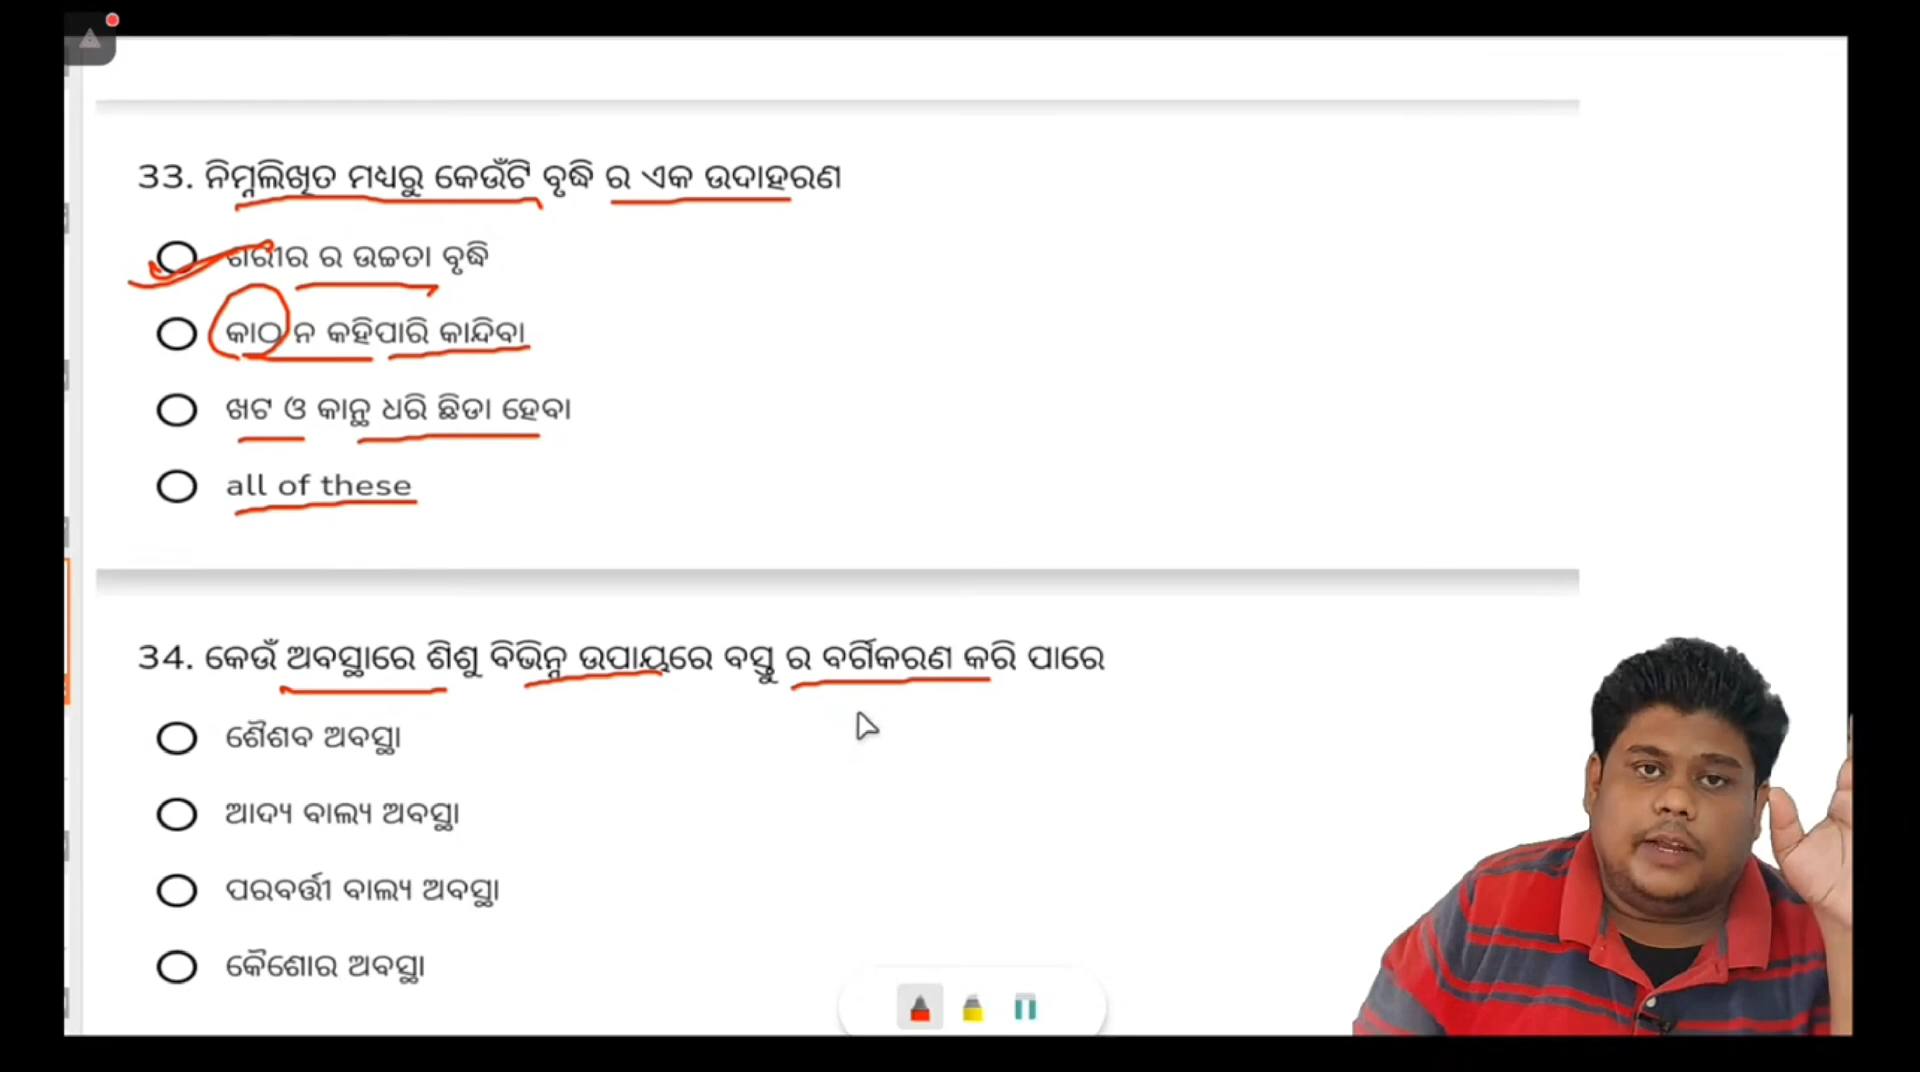 33. ନିମ୍ନଲିଖିତ ମଧ୍ଯରୁ କେଉଁଟି ବୃଦ୍ଧି ର ଏକ ଉଦାହରଣ
ଶରୀର ର ଉଚ୍ଚତା ବୃଦ୍ଧି
କାଠ ନ କହିପାରି କାନ୍ଦିବା
ଖଟ ଓ କାନ୍ଥ ଧରି ଛିଡା ହେବା
all of these
34. କେଉଁ ଅବସ୍ଥାରେ ଶିଶୁ ବିଭିନ୍ନ ଉପାୟରେ ବସ୍ତୁ ର ବର୍ଗିକରଣ କରି ପାରେ
ଶୈଶବ ଅବସ୍ଥା
ଆଦ୍ୟ ବାଲ୍ୟ ଅବସ୍ଥା
ପରବର୍ତ୍ତୀ ବାଲ୍ୟ ଅବସ୍ଥା
କୈଶୋର ଅବସ୍ଥା